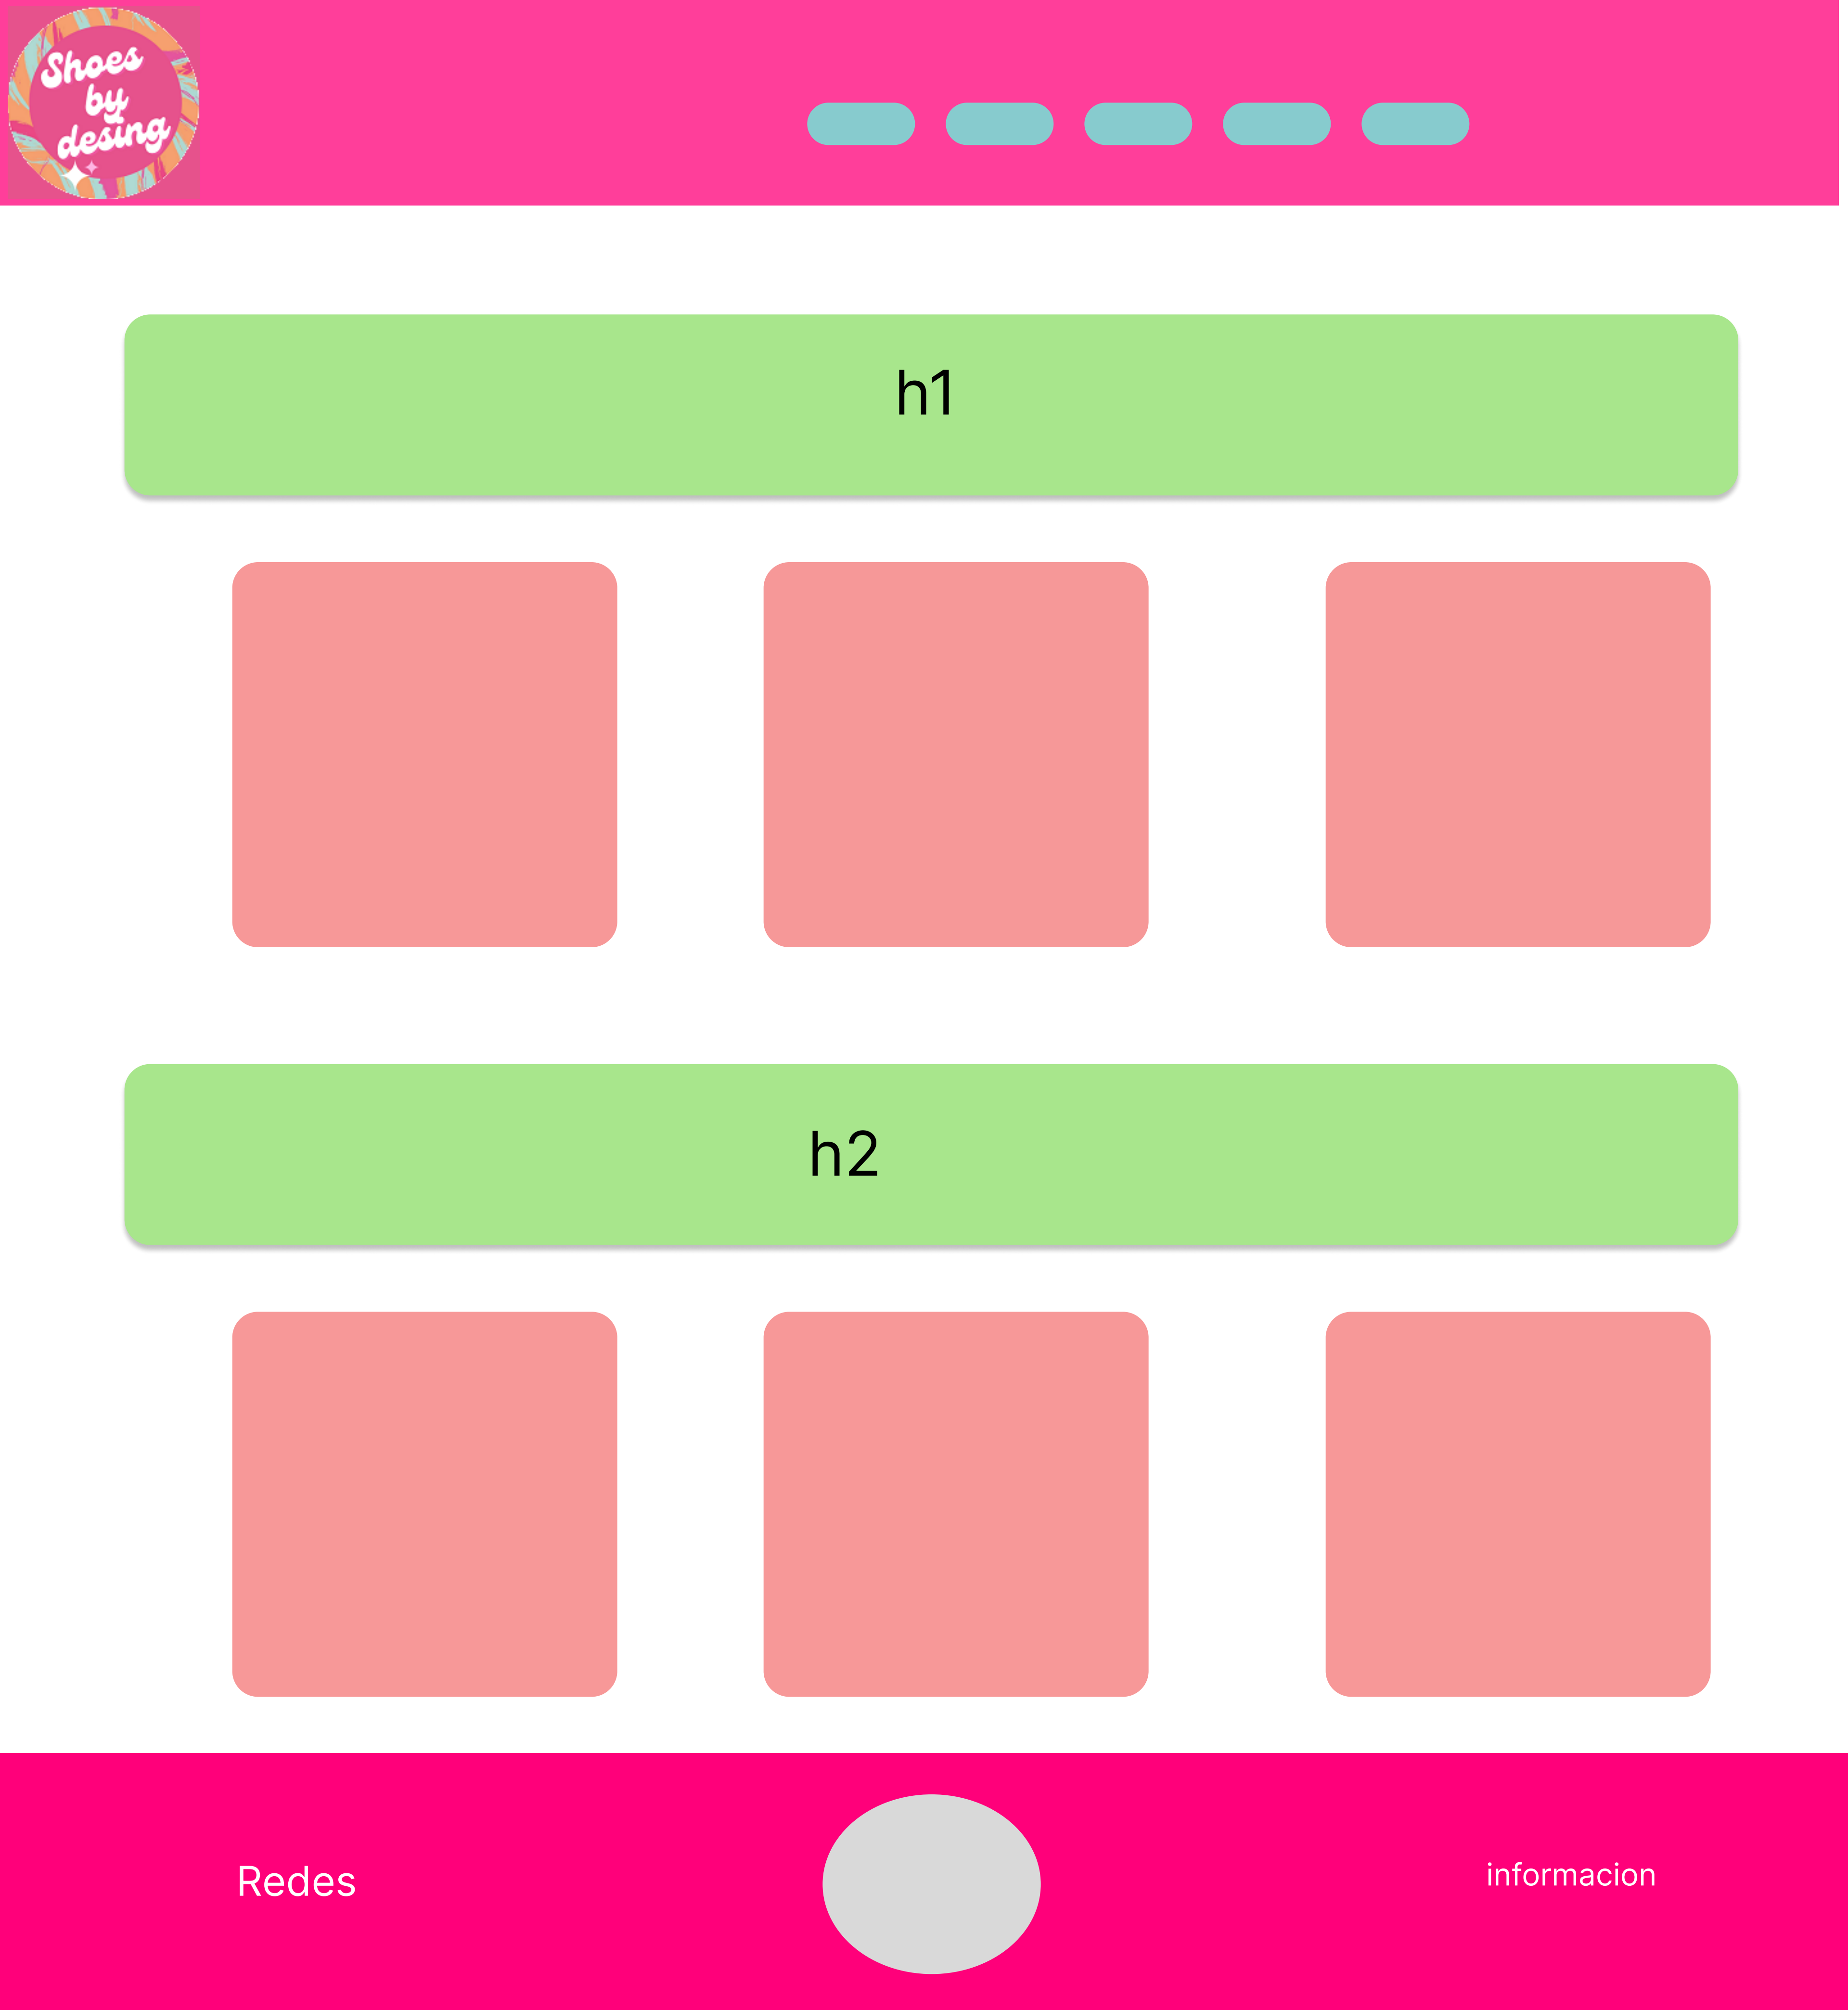 Shoes
by
desing
h1
h2
Redes
informacion